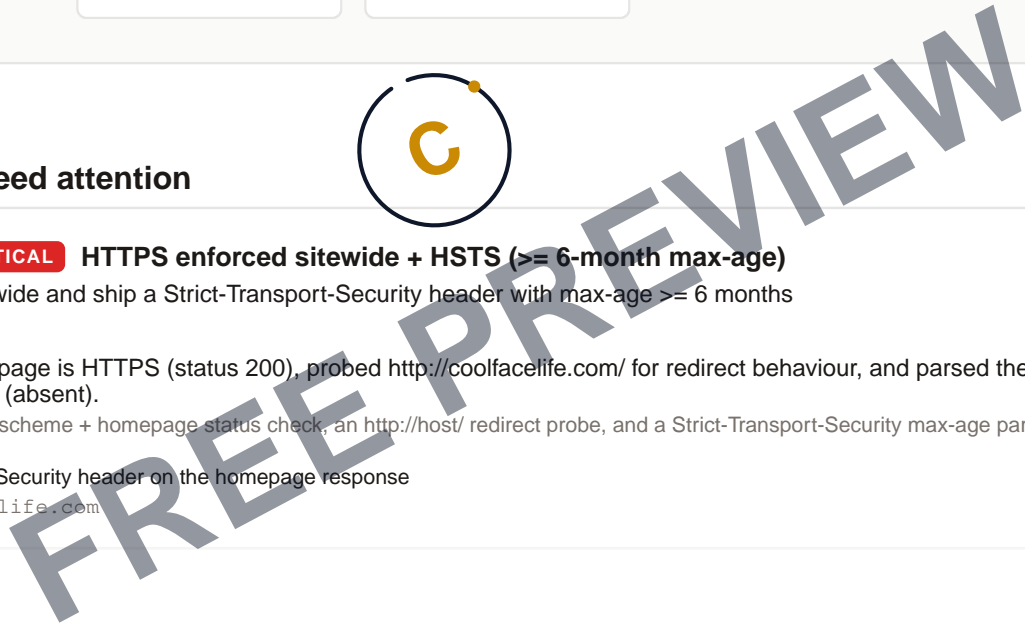 C
eed attention
TICAL HTTPS enforced sitewide + HSTS (>= 6-month max-age)
wide and ship a Strict-Transport-Security header with max-age >= 6 months
page is HTTPS (status 200), probed http://coolfacelife.com/ for redirect behaviour, and parsed the
(absent).
scheme + homepage status check, an http://host/ redirect probe, and a Strict-Transport-Security max-age par
Security header on the homepage response
life.com
FREE PREVIEW